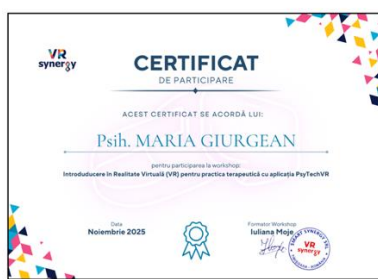 VR
synergy
CERTIFICAT
DE PARTICIPARE
ACEST CERTIFICAT SE ACORDĂ LUI:
Psih. MARIA GIURGEAN
pentru participarea la workshop:
Introducere în Realitate Virtuală (VR) pentru practica terapeutică cu aplicația PsyTechVR
Data
Noiembrie 2025
Formator Workshop
Iuliana Moje
VR
synergy